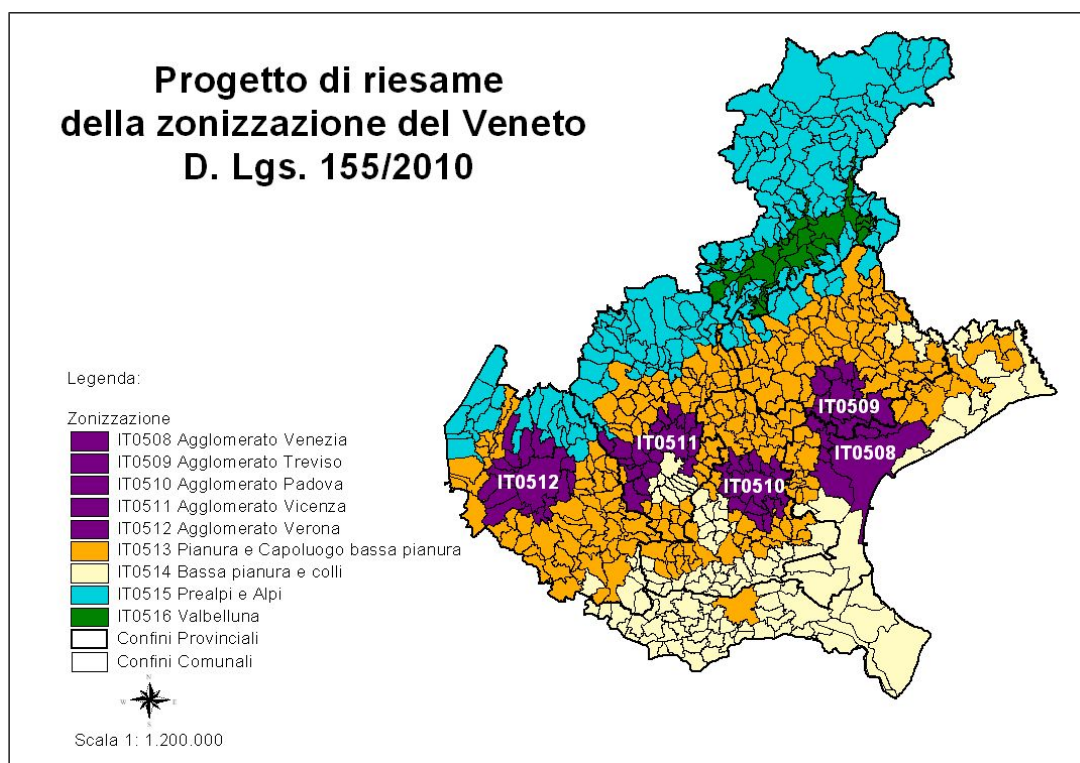 Progetto di riesame
della zonizzazione del Veneto
D. Lgs. 155/2010
Legenda:
Zonizzazione
IT0508 Agglomerato Venezia
IT0509 Agglomerato Treviso
IT0510 Agglomerato Padova
IT0511 Agglomerato Vicenza
IT0512 Agglomerato Verona
IT0513 Pianura e Capoluogo bassa pianura
IT0514 Bassa pianura e colli
IT0515 Prealpi e Alpi
IT0516 Valbelluna
Confini Provinciali
Confini Comunali
N
W
E
S
Scala 1: 1.200.000
IT0509
IT0511
IT0508
IT0512
IT0510